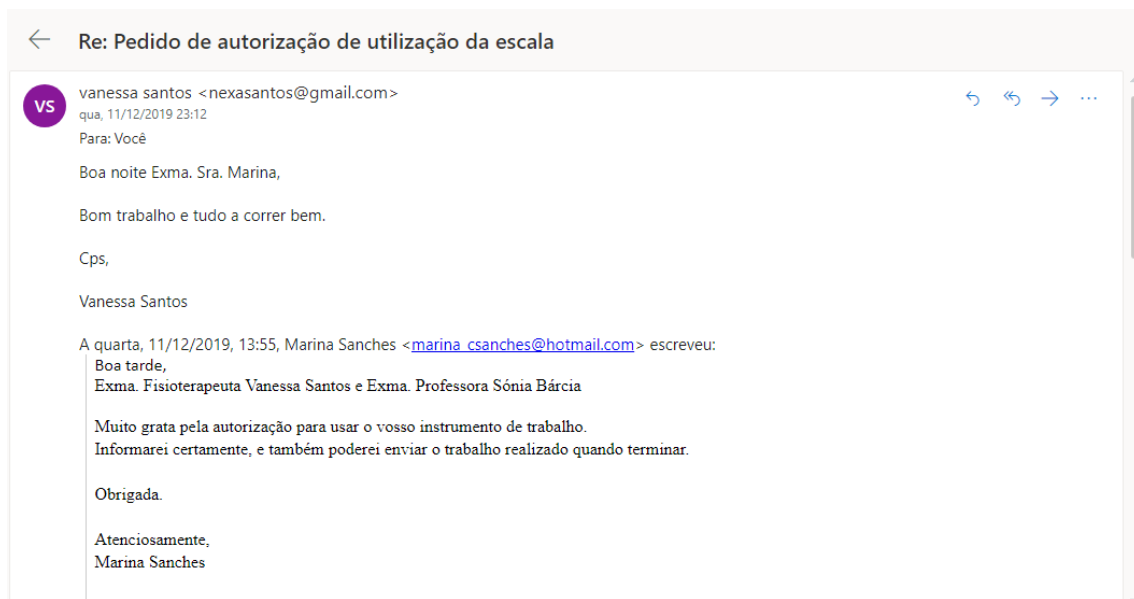 Re: Pedido de autorização de utilização da escala
VS
vanessa santos <nexasantos@gmail.com>
qua, 11/12/2019 23:12
Para: Você
Boa noite Exma. Sra. Marina,
Bom trabalho e tudo a correr bem.
Cps,
Vanessa Santos
A quarta, 11/12/2019, 13:55, Marina Sanches <marina_csanches@hotmail.com> escreveu:
Boa tarde,
Exma. Fisioterapeuta Vanessa Santos e Exma. Professora Sónia Bárcia
Muito grata pela autorização para usar o vosso instrumento de trabalho.
Informarei certamente, e também poderei enviar o trabalho realizado quando terminar.
Obrigada.
Atenciosamente,
Marina Sanches